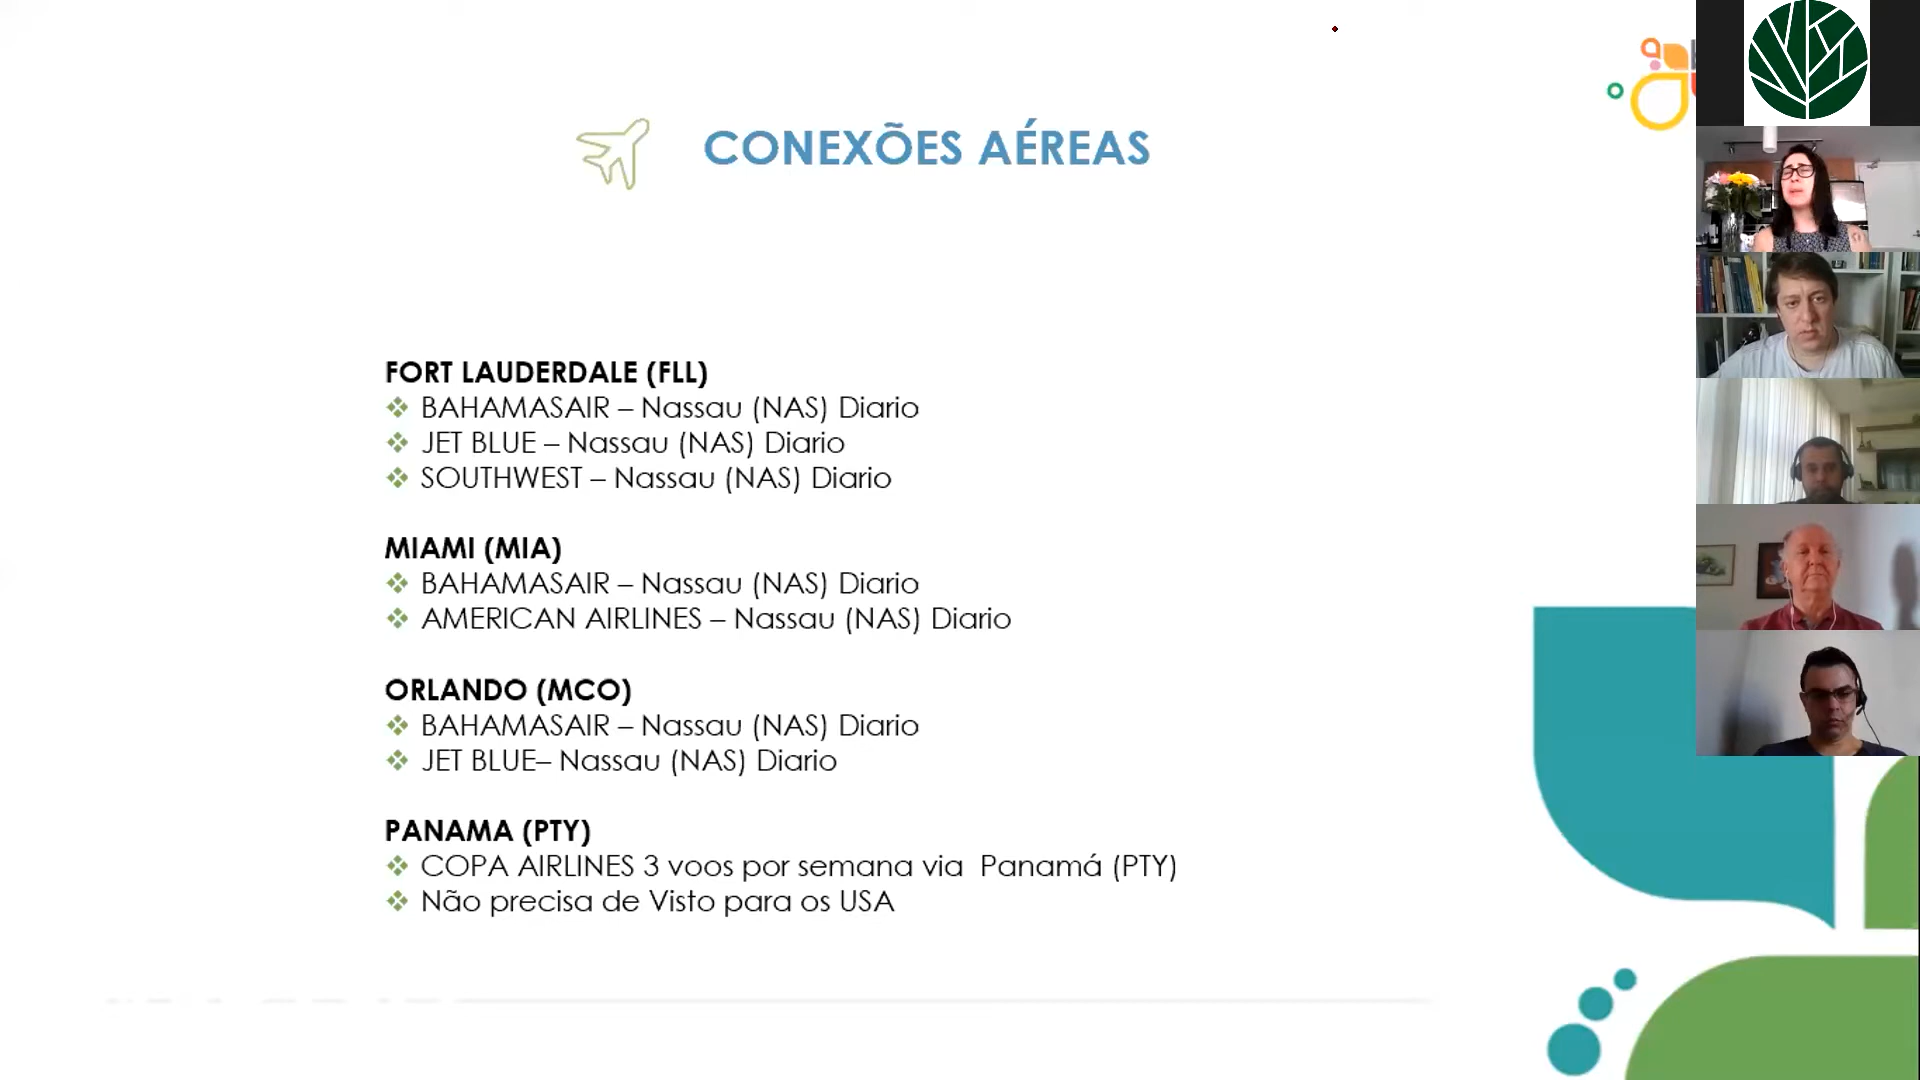 CONEXÕES AÉREAS
FORT LAUDERDALE (FLL)
BAHAMASAIR – Nassau (NAS) Diario
JET BLUE – Nassau (NAS) Diario
SOUTHWEST – Nassau (NAS) Diario
MIAMI (MIA)
BAHAMASAIR – Nassau (NAS) Diario
AMERICAN AIRLINES – Nassau (NAS) Diario
ORLANDO (MCO)
BAHAMASAIR – Nassau (NAS) Diario
JET BLUE– Nassau (NAS) Diario
PANAMA (PTY)
COPA AIRLINES 3 voos por semana via  Panamá (PTY)
Não precisa de Visto para os USA